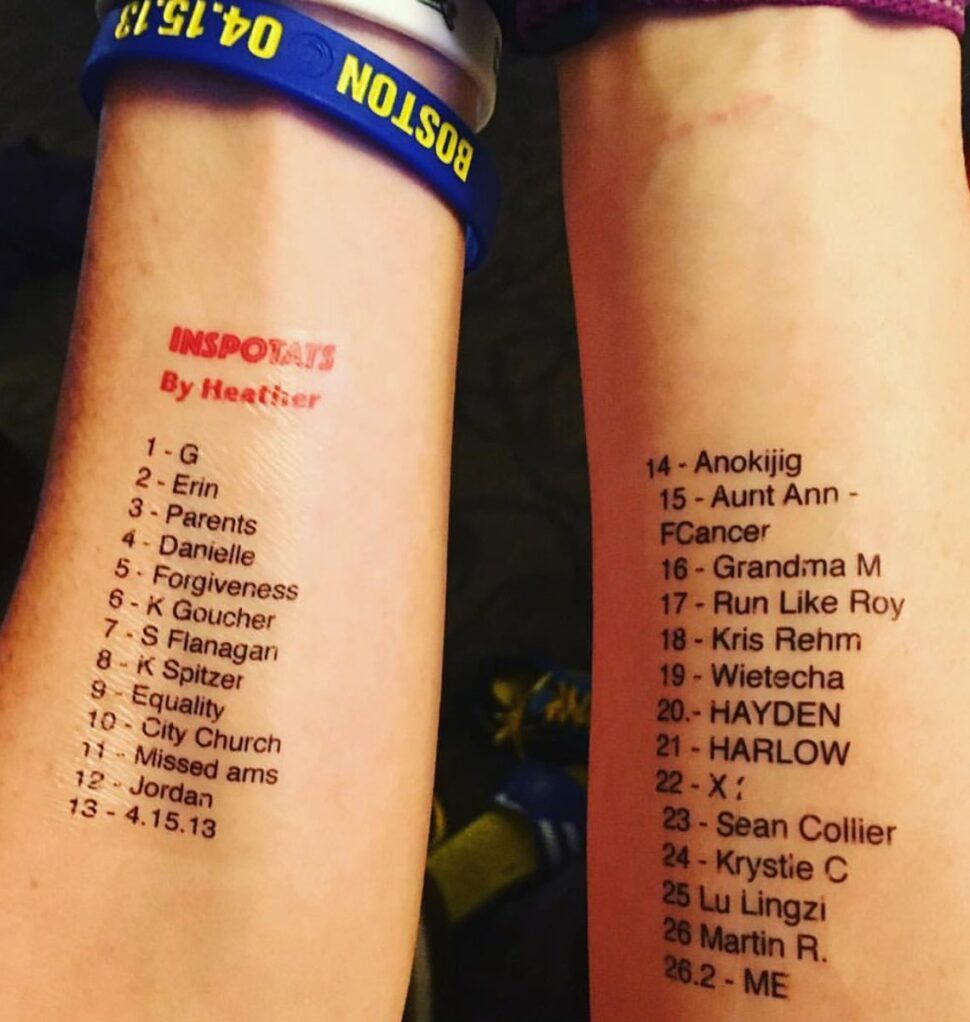 BOSTON 04.15.13
INSPOTATS
By Heather
1 - G
2 - Erin
3 - Parents
4 - Danielle
5 - Forgiveness
6 - K Goucher
7 - S Flanagan
8 - K Spitzer
9 - Equality
10 - City Church
11 - Missed ams
12 - Jordan
13 - 4.15.13
14 - Anokijig
15 - Aunt Ann -
FCancer
16 - Grandma M
17 - Run Like Roy
18 - Kris Rehm
19 - Wietecha
20.- HAYDEN
21 - HARLOW
22 - X
23 - Sean Collier
24 - Krystie C
25 Lu Lingzi
26 Martin R.
26.2 - ME